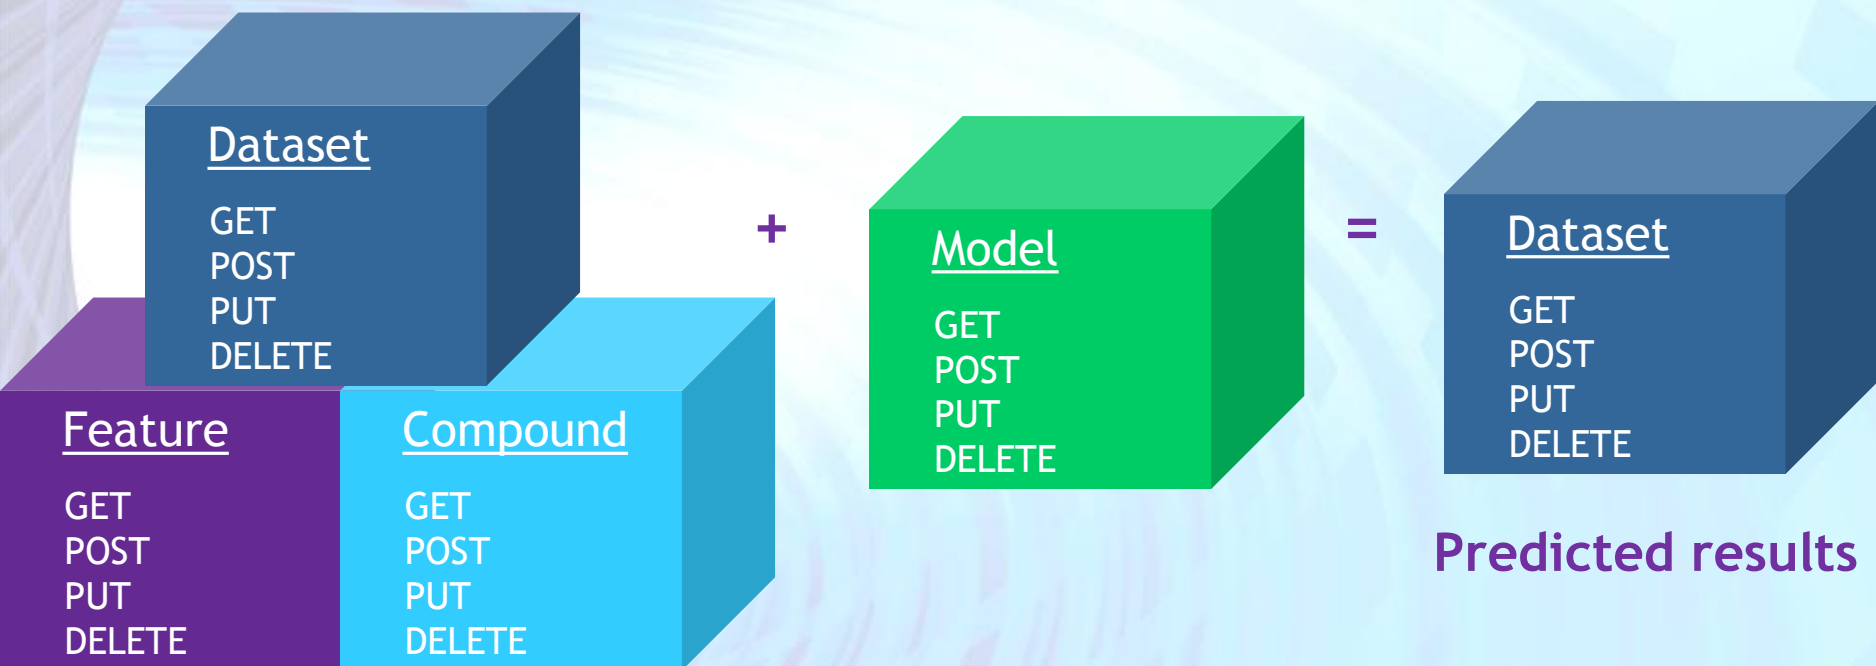 Dataset
GET
POST
PUT
DELETE
Feature
GET
POST
PUT
DELETE
Compound
GET
POST
PUT
DELETE
+
Model
GET
POST
PUT
DELETE
=
Dataset
GET
POST
PUT
DELETE
Predicted results